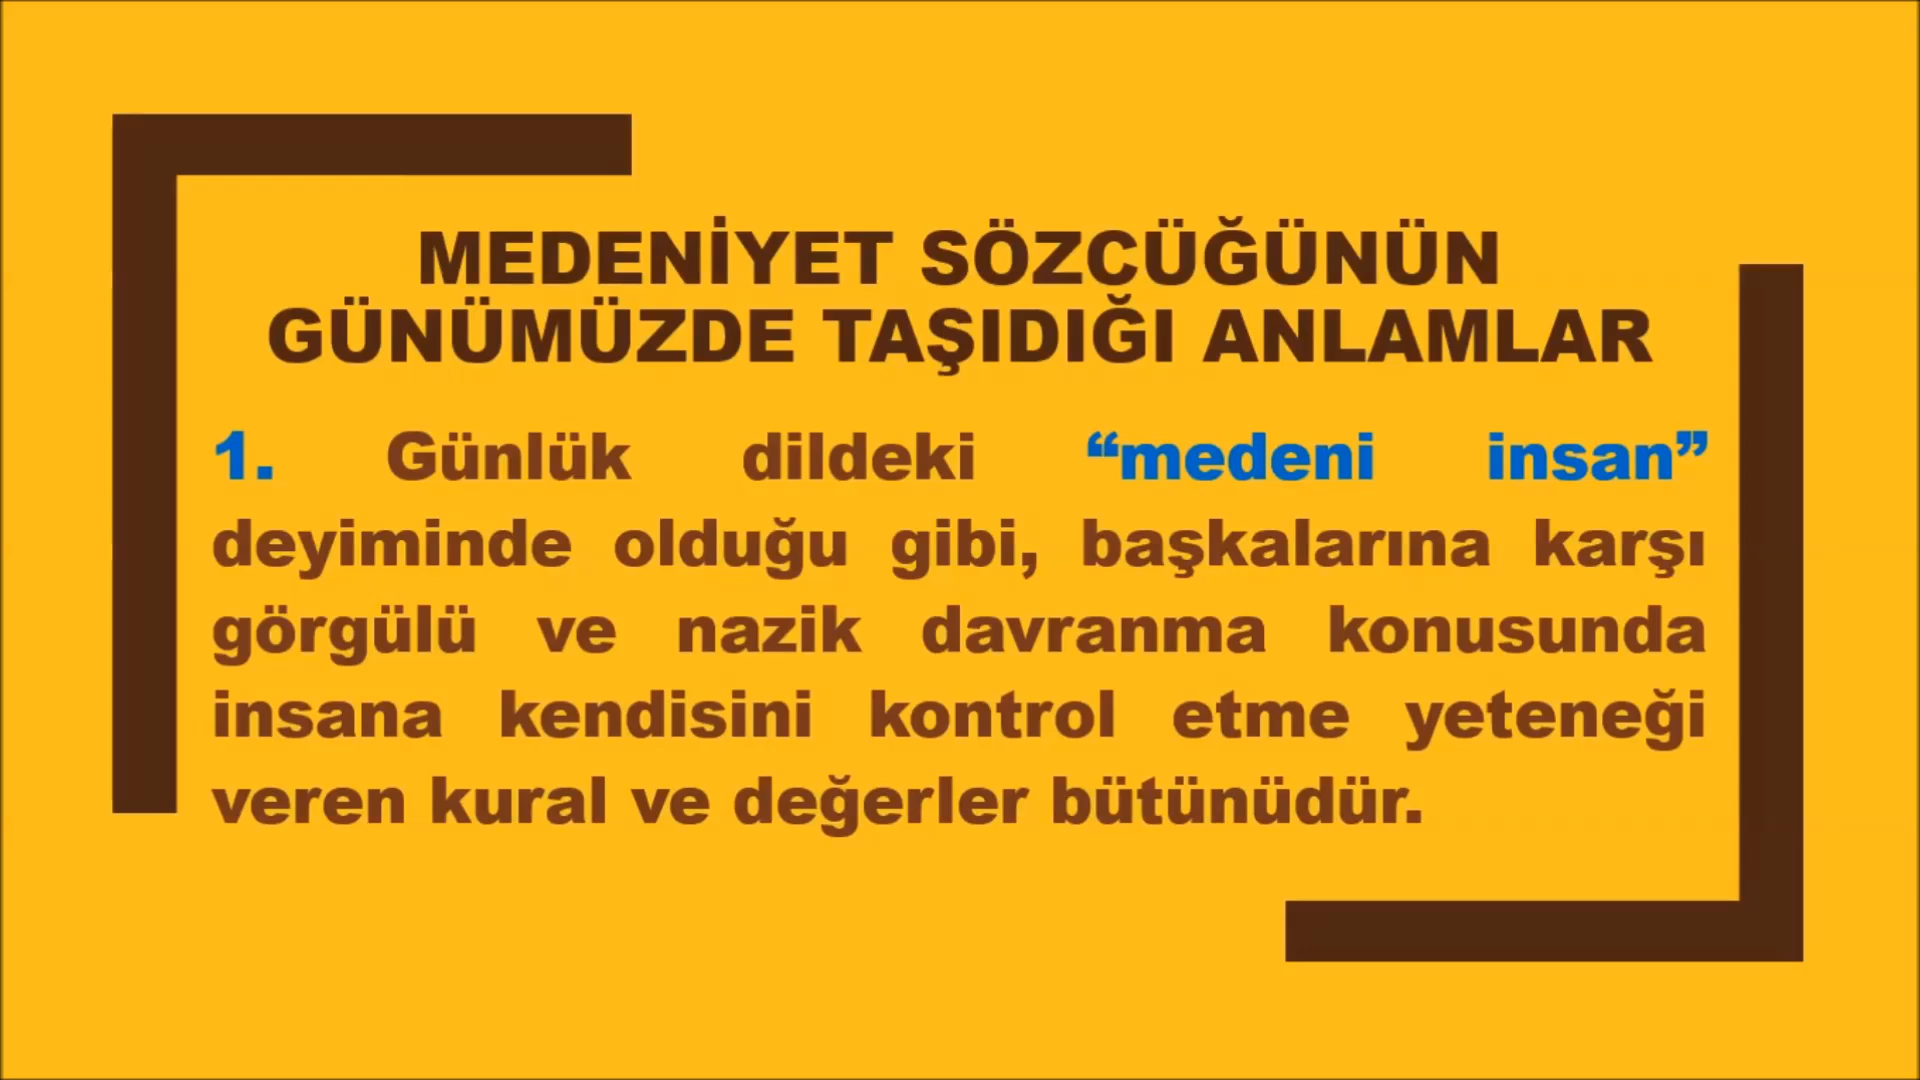 MEDENİYET SÖZCÜĞÜNÜN
GÜNÜMÜZDE TAŞIDIĞI ANLAMLAR
1. Günlük dildeki “medeni insan”
deyiminde olduğu gibi, başkalarına karşı
görgülü ve nazik davranma konusunda
insana kendisini kontrol etme yeteneği
veren kural ve değerler bütünüdür.